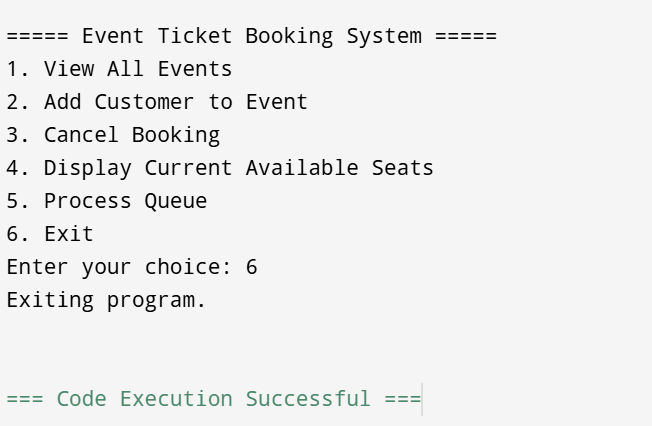 ===== Event Ticket Booking System =====
1. View All Events
2. Add Customer to Event
3. Cancel Booking
4. Display Current Available Seats
5. Process Queue
6. Exit
Enter your choice: 6
Exiting program.
=== Code Execution Successful ===